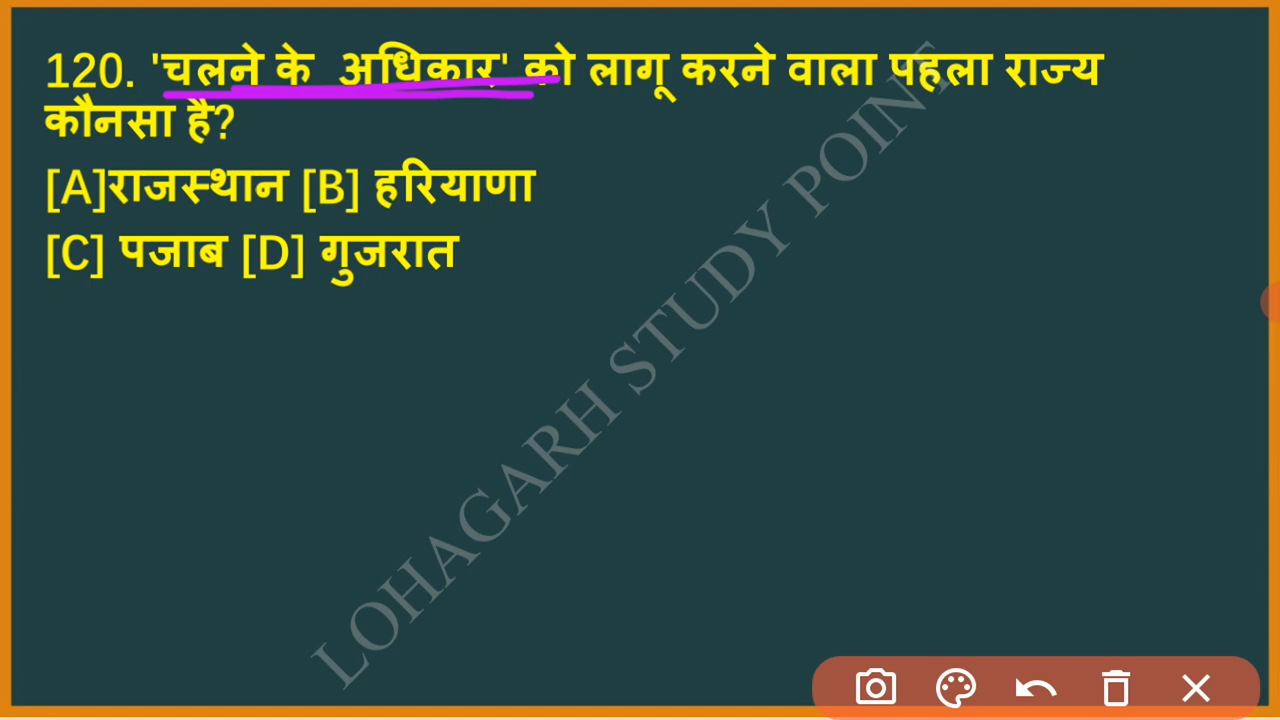 120. 'चलने के अधिकार' को लागू करने वाला पहला राज्य
कौनसा है?
[A]राजस्थान [B] हरियाणा
[C] पजाब [D] गुजरात
LOHAGARH STUDY POINT